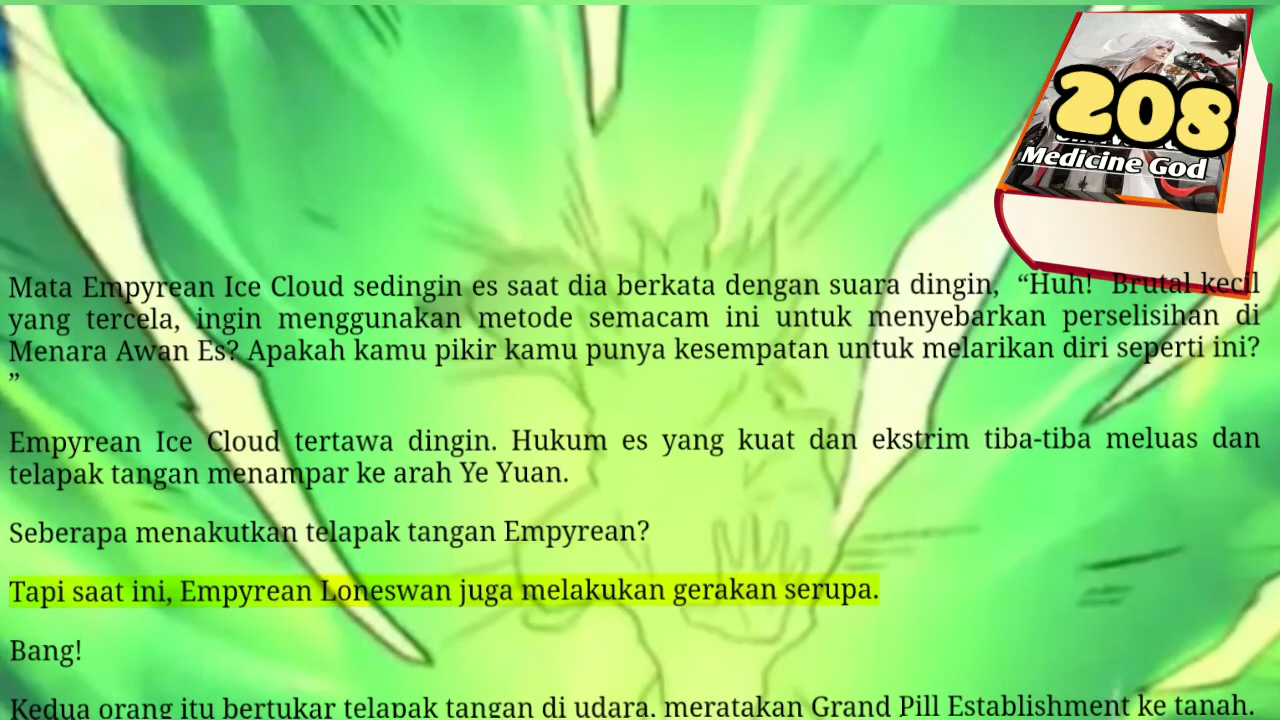 208
Medicine God
Mata Empyrean Ice Cloud sedingin es saat dia berkata dengan suara dingin, “Huh! Brutal kecil
yang tercela, ingin menggunakan metode semacam ini untuk menyebarkan perselisihan di
Menara Awan Es? Apakah kamu pikir kamu punya kesempatan untuk melarikan diri seperti ini?
”
Empyrean Ice Cloud tertawa dingin. Hukum es yang kuat dan ekstrim tiba-tiba meluas dan
telapak tangan menampar ke arah Ye Yuan.
Seberapa menakutkan telapak tangan Empyrean?
Tapi saat ini, Empyrean Loneswan juga melakukan gerakan serupa.
Bang!
Kedua orang itu bertukar telapak tangan di udara, meratakan Grand Pill Establishment ke tanah.